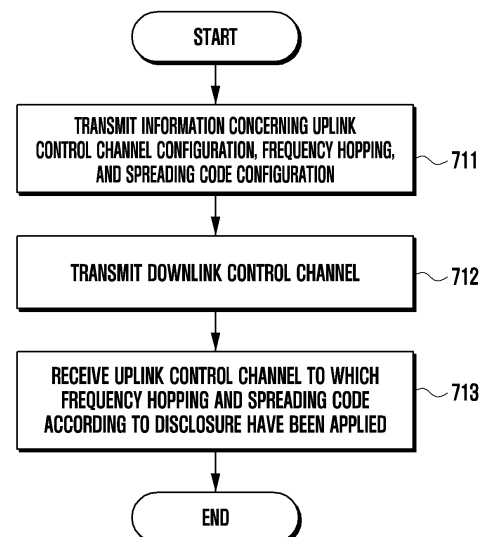 START
TRANSMIT INFORMATION CONCERNING UPLINK
CONTROL CHANNEL CONFIGURATION, FREQUENCY HOPPING,
AND SPREADING CODE CONFIGURATION
711
TRANSMIT DOWNLINK CONTROL CHANNEL
712
RECEIVE UPLINK CONTROL CHANNEL TO WHICH
FREQUENCY HOPPING AND SPREADING CODE
ACCORDING TO DISCLOSURE HAVE BEEN APPLIED
713
END